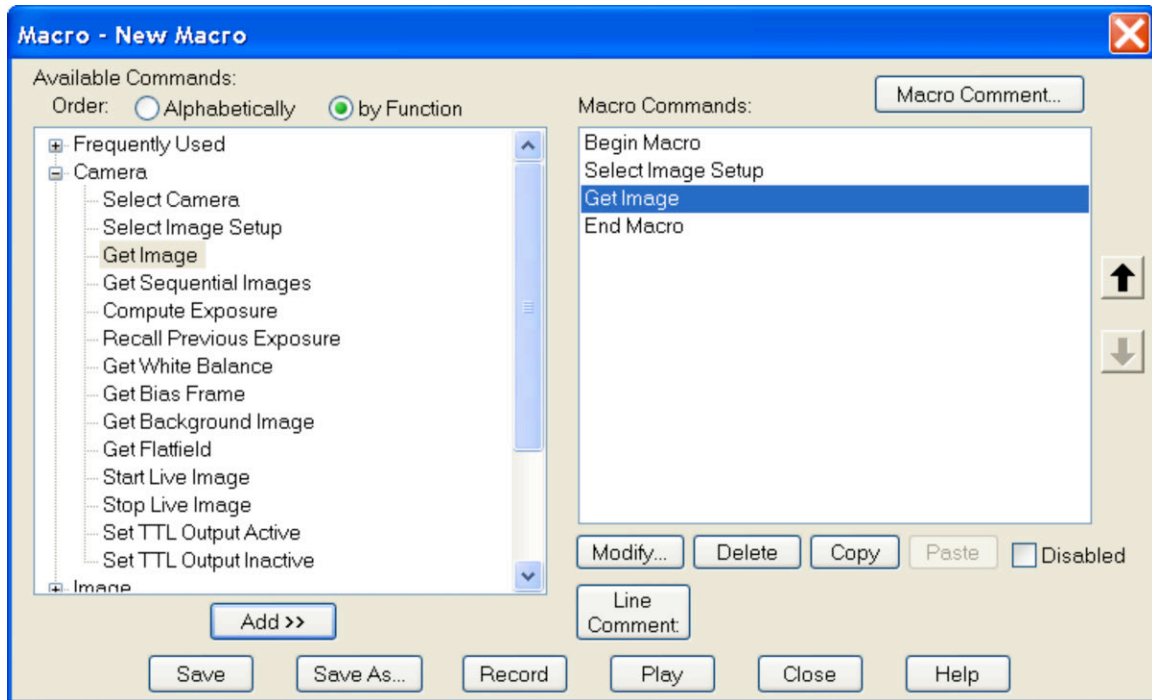 Macro - New Macro
Available Commands:
Order: Alphabetically by Function
Frequently Used
Camera
Select Camera
Select Image Setup
Get Image
Get Sequential Images
Compute Exposure
Recall Previous Exposure
Get White Balance
Get Bias Frame
Get Background Image
Get Flatfield
Start Live Image
Stop Live Image
Set TTL Output Active
Set TTL Output Inactive
Image
Add >>
Macro Commands:
Macro Comment...
Begin Macro
Select Image Setup
Get Image
End Macro
Modify... Delete Copy Paste Disabled
Line
Comment:
Save Save As... Record Play Close Help